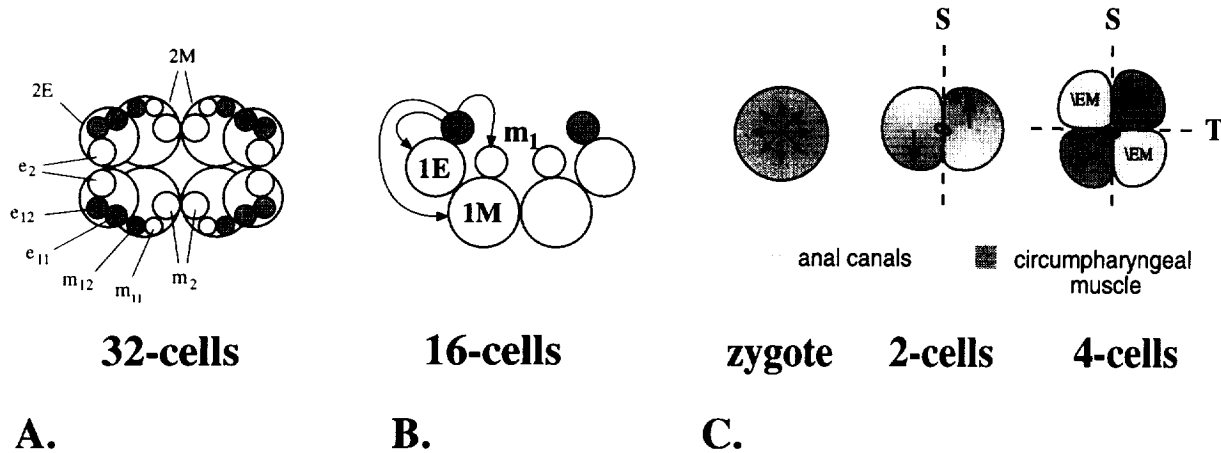 2M
2E
e2
e12
e11
m12
m11
m2
32-cells
A.
m1
1E
1M
16-cells
B.
S
S
\EM
T
\EM
anal canals
circumpharyngeal
muscle
zygote
2-cells
4-cells
C.